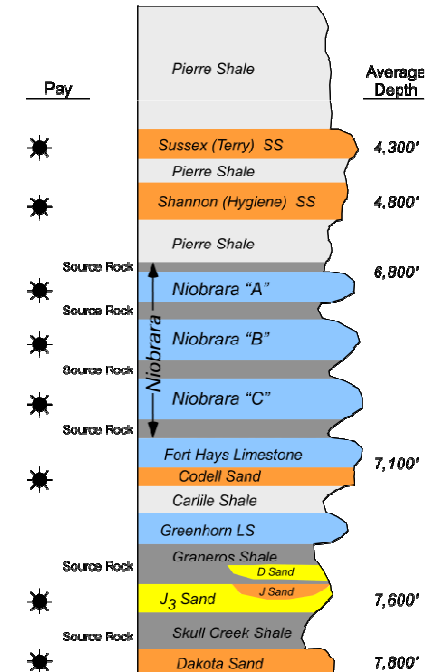 Pierre Shale
Pay
Average
Depth
Sussex (Terry) SS
4,300'
Pierre Shale
Shannon (Hygiene) SS
4,800'
Pierre Shale
Source Rock
6,800'
Niobrara "A"
Source Rock
Niobrara
Niobrara "B"
Source Rock
Niobrara "C"
Source Rock
Fort Hays Limestone
7,100'
Codell Sand
Carlile Shale
Greenhorn LS
Graneros Shale
Source Rock
D Sand
J Sand
J3 Sand
7,600'
Source Rock
Skull Creek Shale
Dakota Sand
7,800'